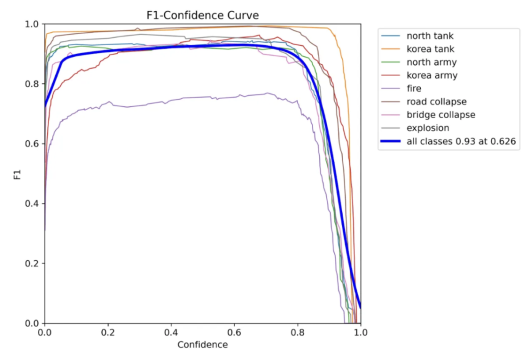 F1-Confidence Curve
1.0
0.8
0.6
0.4
0.2
0.0
F1
0.0 0.2 0.4 0.6 0.8 1.0
Confidence
north tank
korea tank
north army
korea army
fire
road collapse
bridge collapse
explosion
all classes 0.93 at 0.626